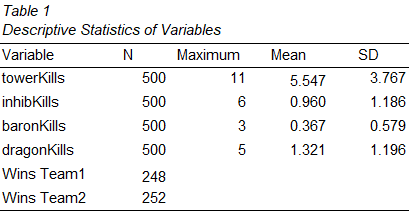 Table 1
Descriptive Statistics of Variables
Variable N Maximum Mean SD
towerKills 500 11 5.547 3.767
inhibKills 500 6 0.960 1.186
baronKills 500 3 0.367 0.579
dragonKills 500 5 1.321 1.196
Wins Team1 248
Wins Team2 252